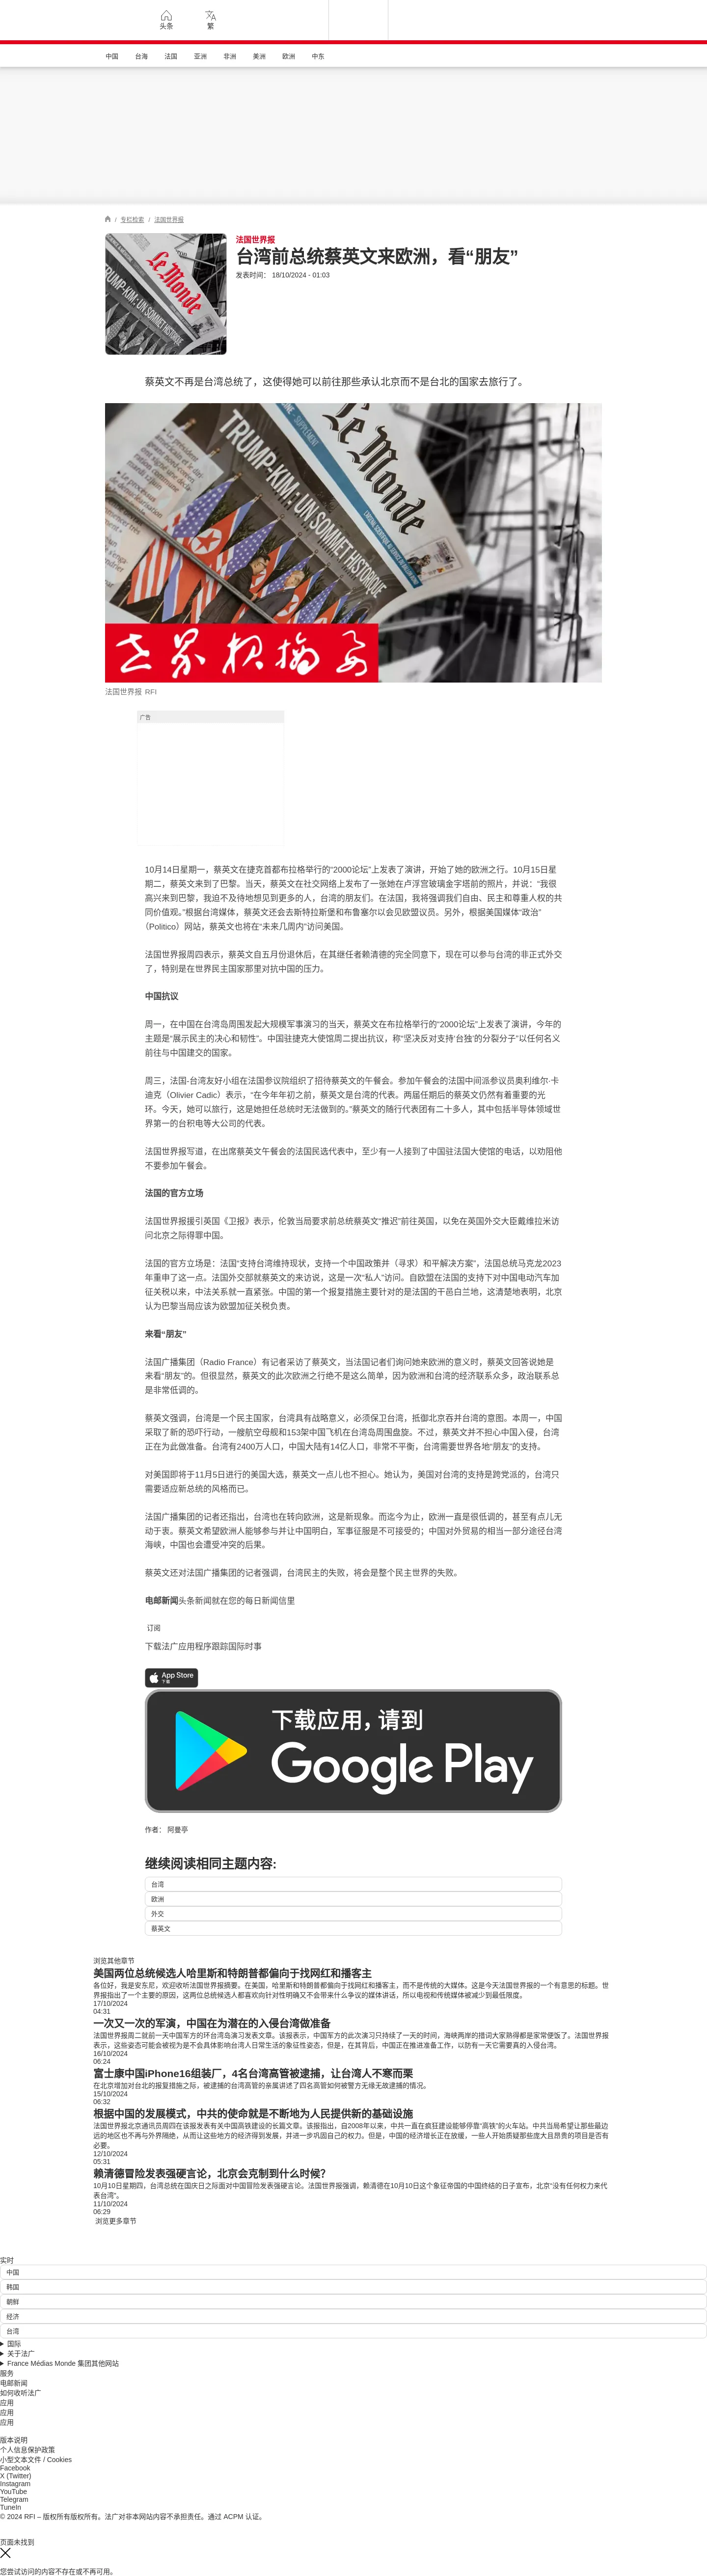 头条
繁
中国 台海 法国 亚洲 非洲 美洲 欧洲 中东
/ 专栏检索 / 法国世界报
法国世界报
台湾前总统蔡英文来欧洲，看“朋友”
发表时间： 18/10/2024 - 01:03
Le Monde
TRUMP-KIM: UN SOMMET HISTORIQUE
蔡英文不再是台湾总统了，这使得她可以前往那些承认北京而不是台北的国家去旅行了。
Le Monde
TRUMP-KIM: UN SOMMET HISTORIQUE
世界报摘要
法国世界报 RFI
广告
10月14日星期一，蔡英文在捷克首都布拉格举行的“2000论坛”上发表了演讲，开始了她的欧洲之行。10月15日星
期二，蔡英文来到了巴黎。当天，蔡英文在社交网络上发布了一张她在卢浮宫玻璃金字塔前的照片，并说：“我很
高兴来到巴黎，我迫不及待地想见到更多的人，台湾的朋友们。在法国，我将强调我们自由、民主和尊重人权的共
同价值观。”根据台湾媒体，蔡英文还会去斯特拉斯堡和布鲁塞尔以会见欧盟议员。另外，根据美国媒体“政治”
（Politico）网站，蔡英文也将在“未来几周内”访问美国。
法国世界报周四表示，蔡英文自五月份退休后，在其继任者赖清德的完全同意下，现在可以参与台湾的非正式外交
了，特别是在世界民主国家那里对抗中国的压力。
中国抗议
周一，在中国在台湾岛周围发起大规模军事演习的当天，蔡英文在布拉格举行的“2000论坛”上发表了演讲，今年的
主题是“展示民主的决心和韧性”。中国驻捷克大使馆周二提出抗议，称“坚决反对支持‘台独’的分裂分子”以任何名义
前往与中国建交的国家。
周三，法国-台湾友好小组在法国参议院组织了招待蔡英文的午餐会。参加午餐会的法国中间派参议员奥利维尔·卡
迪克（Olivier Cadic）表示，“在今年年初之前，蔡英文是台湾的代表。两届任期后的蔡英文仍然有着重要的光
环。今天，她可以旅行，这是她担任总统时无法做到的。”蔡英文的随行代表团有二十多人，其中包括半导体领域世
界第一的台积电等大公司的代表。
法国世界报写道，在出席蔡英文午餐会的法国民选代表中，至少有一人接到了中国驻法国大使馆的电话，以劝阻他
不要参加午餐会。
法国的官方立场
法国世界报援引英国《卫报》表示，伦敦当局要求前总统蔡英文“推迟”前往英国，以免在英国外交大臣戴维拉米访
问北京之际得罪中国。
法国的官方立场是：法国“支持台湾维持现状，支持一个中国政策并（寻求）和平解决方案”，法国总统马克龙2023
年重申了这一点。法国外交部就蔡英文的来访说，这是一次“私人”访问。自欧盟在法国的支持下对中国电动汽车加
征关税以来，中法关系就一直紧张。中国的第一个报复措施主要针对的是法国的干邑白兰地，这清楚地表明，北京
认为巴黎当局应该为欧盟加征关税负责。
来看“朋友”
法国广播集团（Radio France）有记者采访了蔡英文，当法国记者们询问她来欧洲的意义时，蔡英文回答说她是
来看“朋友”的。但很显然，蔡英文的此次欧洲之行绝不是这么简单，因为欧洲和台湾的经济联系众多，政治联系总
是非常低调的。
蔡英文强调，台湾是一个民主国家，台湾具有战略意义，必须保卫台湾，抵御北京吞并台湾的意图。本周一，中国
采取了新的恐吓行动，一艘航空母舰和153架中国飞机在台湾岛周围盘旋。不过，蔡英文并不担心中国入侵，台湾
正在为此做准备。台湾有2400万人口，中国大陆有14亿人口，非常不平衡，台湾需要世界各地“朋友”的支持。
对美国即将于11月5日进行的美国大选，蔡英文一点儿也不担心。她认为，美国对台湾的支持是跨党派的，台湾只
需要适应新总统的风格而已。
法国广播集团的记者还指出，台湾也在转向欧洲，这是新现象。而迄今为止，欧洲一直是很低调的，甚至有点儿无
动于衷。蔡英文希望欧洲人能够参与并让中国明白，军事征服是不可接受的；中国对外贸易的相当一部分途径台湾
海峡，中国也会遭受冲突的后果。
蔡英文还对法国广播集团的记者强调，台湾民主的失败，将会是整个民主世界的失败。
电邮新闻头条新闻就在您的每日新闻信里
订阅
下载法广应用程序跟踪国际时事
App Store
下载
下载应用，请到
Google Play
作者： 阿曼亭
继续阅读相同主题内容:
台湾
欧洲
外交
蔡英文
浏览其他章节
美国两位总统候选人哈里斯和特朗普都偏向于找网红和播客主
各位好，我是安东尼，欢迎收听法国世界报摘要。在美国，哈里斯和特朗普都偏向于找网红和播客主，而不是传统的大媒体。这是今天法国世界报的一个有意思的标题。世
界报指出了一个主要的原因，这两位总统候选人都喜欢向针对性明确又不会带来什么争议的媒体讲话，所以电视和传统媒体被减少到最低限度。
17/10/2024
04:31
一次又一次的军演，中国在为潜在的入侵台湾做准备
法国世界报周二就前一天中国军方的环台湾岛演习发表文章。该报表示，中国军方的此次演习只持续了一天的时间，海峡两岸的措词大家熟得都是家常便饭了。法国世界报
表示，这些姿态可能会被视为是不会具体影响台湾人日常生活的象征性姿态，但是，在其背后，中国正在推进准备工作，以防有一天它需要真的入侵台湾。
16/10/2024
06:24
富士康中国iPhone16组装厂，4名台湾高管被逮捕，让台湾人不寒而栗
在北京增加对台北的报复措施之际，被逮捕的台湾高管的亲属讲述了四名高管如何被警方无缘无故逮捕的情况。
15/10/2024
06:32
根据中国的发展模式，中共的使命就是不断地为人民提供新的基础设施
法国世界报北京通讯员周四在该报发表有关中国高铁建设的长篇文章。该报指出，自2008年以来，中共一直在疯狂建设能够停靠“高铁”的火车站。中共当局希望让那些最边
远的地区也不再与外界隔绝，从而让这些地方的经济得到发展，并进一步巩固自己的权力。但是，中国的经济增长正在放缓，一些人开始质疑那些庞大且昂贵的项目是否有
必要。
12/10/2024
05:31
赖清德冒险发表强硬言论，北京会克制到什么时候？
10月10日星期四，台湾总统在国庆日之际面对中国冒险发表强硬言论。法国世界报强调，赖清德在10月10日这个象征帝国的中国终结的日子宣布，北京“没有任何权力来代
表台湾”。
11/10/2024
06:29
浏览更多章节
实时
中国
韩国
朝鲜
经济
台湾
国际
关于法广
France Médias Monde 集团其他网站
服务
电邮新闻
如何收听法广
应用
应用
应用
版本说明
个人信息保护政策
小型文本文件 / Cookies
Facebook
X (Twitter)
Instagram
YouTube
Telegram
TuneIn
© 2024 RFI – 版权所有版权所有。法广对非本网站内容不承担责任。通过 ACPM 认证。
页面未找到
您尝试访问的内容不存在或不再可用。